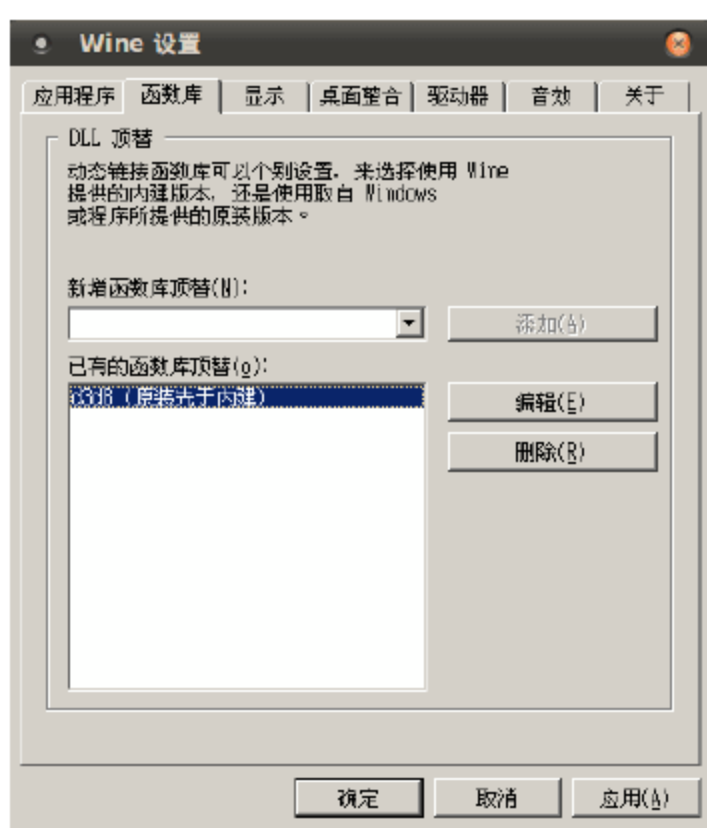 Wine 设置
应用程序 函数库 显示 桌面整合 驱动器 音效 关于
DLL 顶替
动态链接函数库可以个别设置，来选择使用 Wine
提供的内建版本，还是使用取自 Windows
或程序所提供的原装版本。
新增函数库顶替(N):
添加(A)
已有的函数库顶替(o):
d3d8 (原装先于内建)
编辑(E)
删除(R)
确定 取消 应用(A)